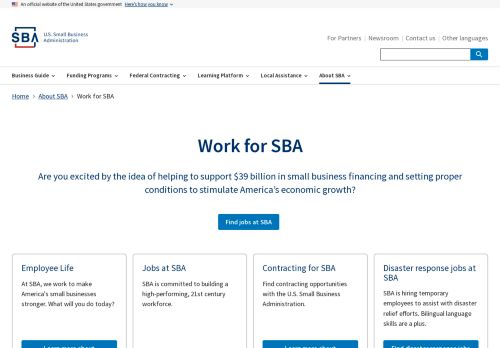 An official website of the United States government Here's how you know
SBA U.S. Small Business Administration
For Partners Newsroom Contact us Other languages
Business Guide Funding Programs Federal Contracting Learning Platform Local Assistance About SBA
Home About SBA Work for SBA
Work for SBA
Are you excited by the idea of helping to support $39 billion in small business financing and setting proper
conditions to stimulate America's economic growth?
Find jobs at SBA
Employee Life
At SBA, we work to make
America's small businesses
stronger. What will you do today?
Jobs at SBA
SBA is committed to building a
high-performing, 21st century
workforce.
Contracting for SBA
Find contracting opportunities
with the U.S. Small Business
Administration.
Disaster response jobs at
SBA
SBA is hiring temporary
employees to assist with disaster
relief efforts. Bilingual language
skills are a plus.
Learn more about
Find disaster response jobs